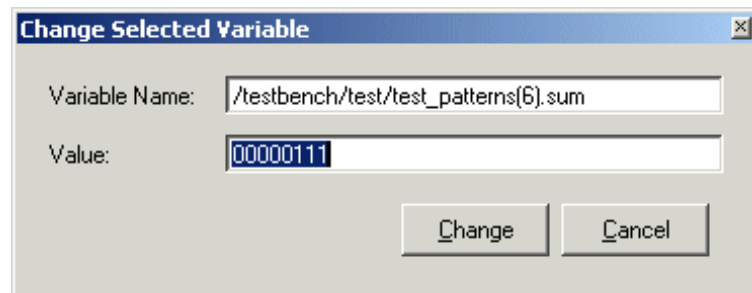 Change Selected Variable
Variable Name: /testbench/test/test_patterns(6).sum
Value: 00000111
Change Cancel